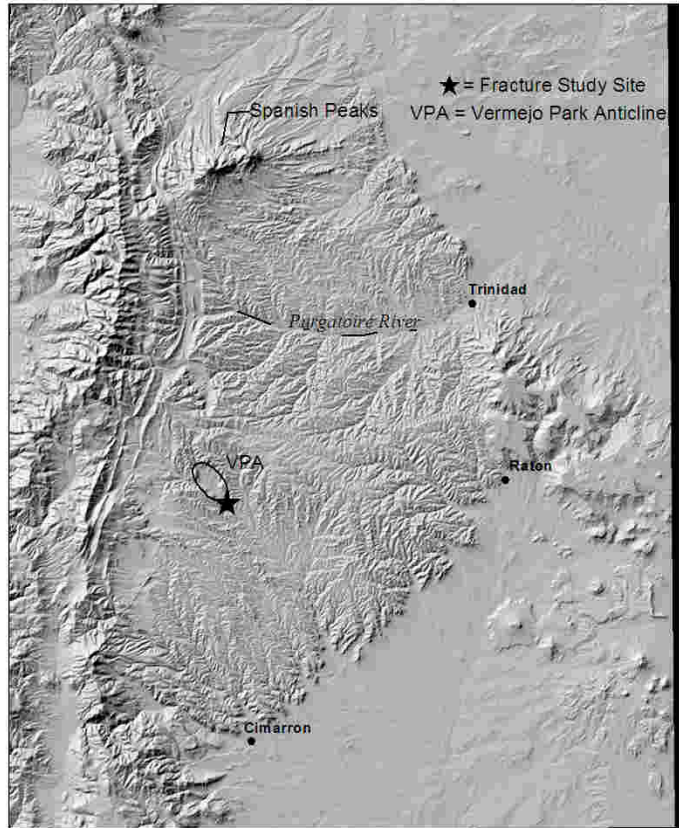 ★ = Fracture Study Site
Spanish Peaks
VPA = Vermejo Park Anticline
Trinidad
Purgatoire River
VPA
Raton
Cimarron